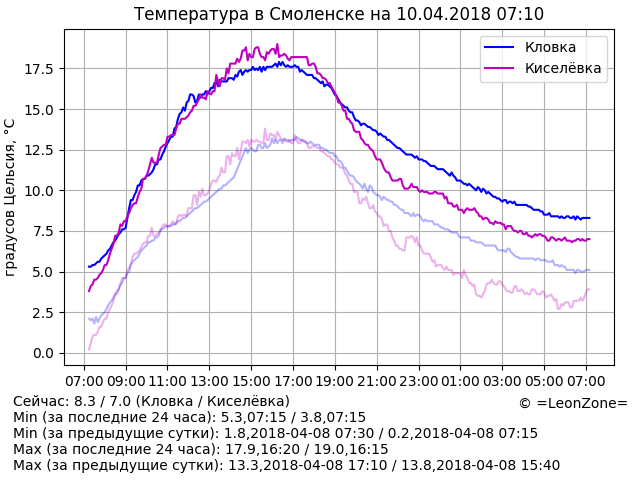 Температура в Смоленске на 10.04.2018 07:10
Кловка
Киселёвка
градусов Цельсия, °C
17.5
15.0
12.5
10.0
7.5
5.0
2.5
0.0
07:00 09:00 11:00 13:00 15:00 17:00 19:00 21:00 23:00 01:00 03:00 05:00 07:00
Сейчас: 8.3 / 7.0 (Кловка / Киселёвка)
© =LeonZone=
Min (за последние 24 часа): 5.3,07:15 / 3.8,07:15
Min (за предыдущие сутки): 1.8,2018-04-08 07:30 / 0.2,2018-04-08 07:15
Max (за последние 24 часа): 17.9,16:20 / 19.0,16:15
Max (за предыдущие сутки): 13.3,2018-04-08 17:10 / 13.8,2018-04-08 15:40